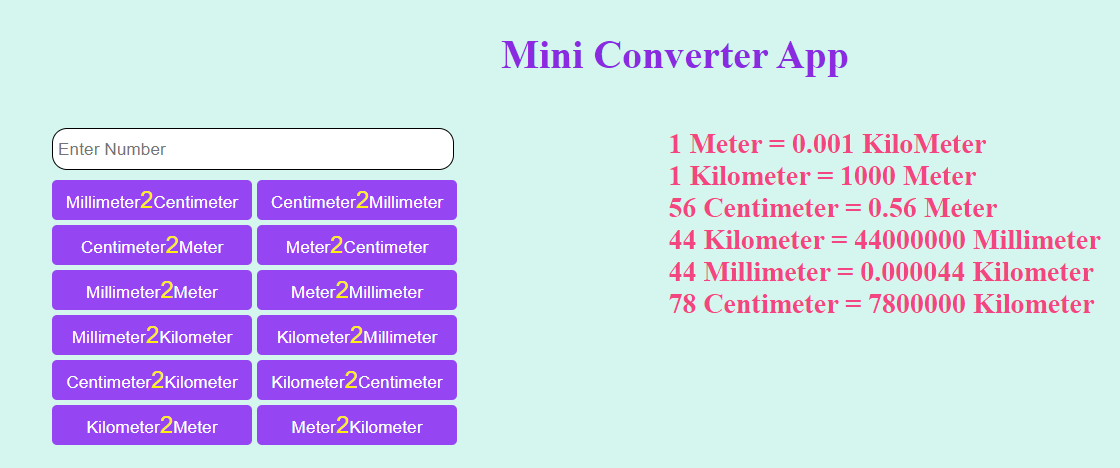 Mini Converter App
Enter Number
Millimeter2Centimeter Centimeter2Millimeter
Centimeter2Meter Meter2Centimeter
Millimeter2Meter Meter2Millimeter
Millimeter2Kilometer Kilometer2Millimeter
Centimeter2Kilometer Kilometer2Centimeter
Kilometer2Meter Meter2Kilometer
1 Meter = 0.001 KiloMeter
1 Kilometer = 1000 Meter
56 Centimeter = 0.56 Meter
44 Kilometer = 44000000 Millimeter
44 Millimeter = 0.000044 Kilometer
78 Centimeter = 7800000 Kilometer